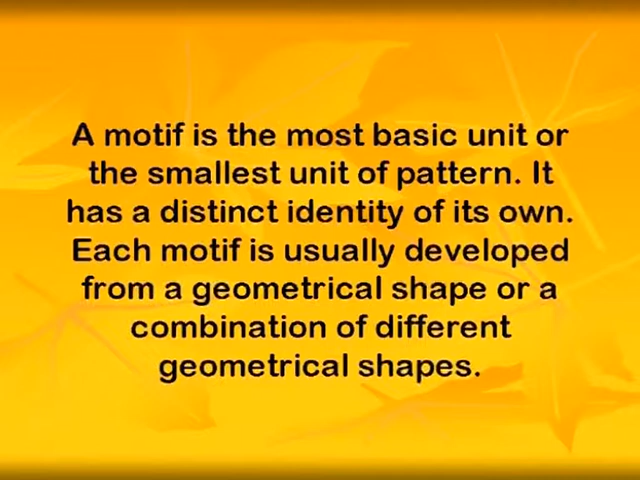 A motif is the most basic unit or
the smallest unit of pattern. It
has a distinct identity of its own.
Each motif is usually developed
from a geometrical shape or a
combination of different
geometrical shapes.